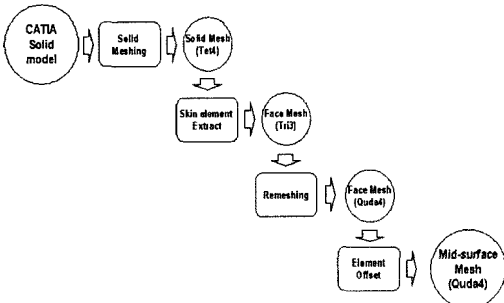 CATIA
Solid
model
Solid
Meshing
Solid Mesh
(Tet4)
Skin element
Extract
Face Mesh
(Tri3)
Remeshing
Face Mesh
(Quda4)
Element
Offset
Mid-surface
Mesh
(Quda4)